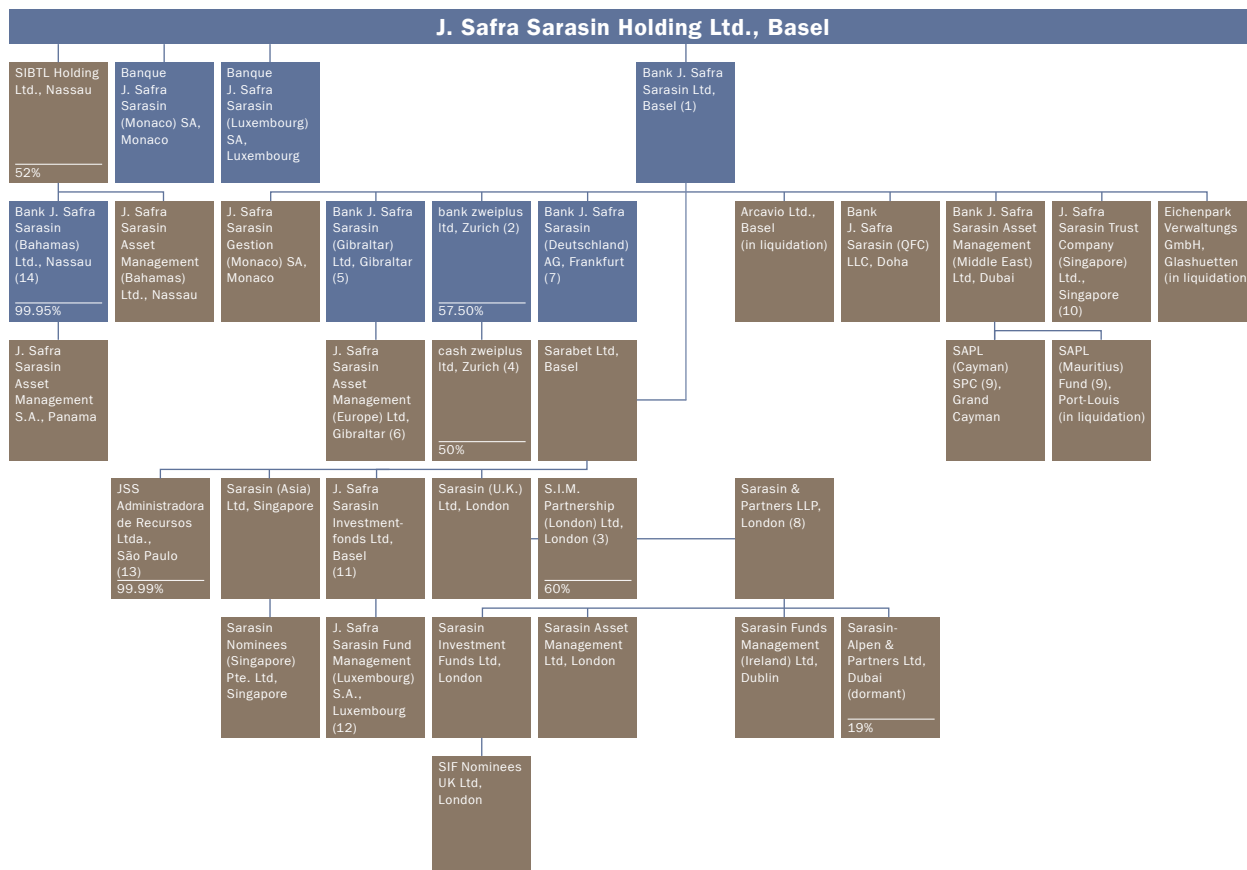 J. Safra Sarasin Holding Ltd., Basel
SIBTL Holding
Ltd., Nassau
52%
Banque
J. Safra
Sarasin
(Monaco) SA,
Monaco
Banque
J. Safra
Sarasin
(Luxembourg)
SA,
Luxembourg
Bank J. Safra
Sarasin Ltd,
Basel (1)
Bank J. Safra
Sarasin
(Bahamas)
Ltd., Nassau
(14)
99.95%
J. Safra
Sarasin
Asset
Management
(Bahamas)
Ltd., Nassau
J. Safra
Sarasin
Gestion
(Monaco) SA,
Monaco
Bank J. Safra
Sarasin
(Gibraltar)
Ltd, Gibraltar
(5)
bank zweiplus
ltd, Zurich (2)
57.50%
Bank J. Safra
Sarasin
(Deutschland)
AG, Frankfurt
(7)
Arcavio Ltd.,
Basel
(in liquidation)
Bank
J. Safra
Sarasin (QFC)
LLC, Doha
Bank J. Safra
Sarasin Asset
Management
(Middle East)
Ltd, Dubai
J. Safra
Sarasin Trust
Company
(Singapore)
Ltd.,
Singapore
(10)
Eichenpark
Verwaltungs
GmbH,
Glashuetten
(in liquidation
J. Safra
Sarasin
Asset
Management
S.A., Panama
J. Safra
Sarasin
Asset
Management
(Europe) Ltd,
Gibraltar (6)
cash zweiplus
ltd, Zurich (4)
50%
Sarabet Ltd,
Basel
SAPL
(Cayman)
SPC (9),
Grand
Cayman
SAPL
(Mauritius)
Fund (9),
Port-Louis
(in liquidation)
JSS
Administradora
de Recursos
Ltda.,
São Paulo
(13)
99.99%
Sarasin (Asia)
Ltd, Singapore
J. Safra
Sarasin
Investment-
fonds Ltd,
Basel
(11)
Sarasin (U.K.)
Ltd, London
S.I.M.
Partnership
(London) Ltd,
London (3)
60%
Sarasin &
Partners LLP,
London (8)
Sarasin
Nominees
(Singapore)
Pte. Ltd,
Singapore
J. Safra
Sarasin Fund
Management
(Luxembourg)
S.A.,
Luxembourg
(12)
Sarasin
Investment
Funds Ltd,
London
Sarasin Asset
Management
Ltd, London
Sarasin Funds
Management
(Ireland) Ltd,
Dublin
Sarasin-
Alpen &
Partners Ltd,
Dubai
(dormant)
19%
SIF Nominees
UK Ltd,
London